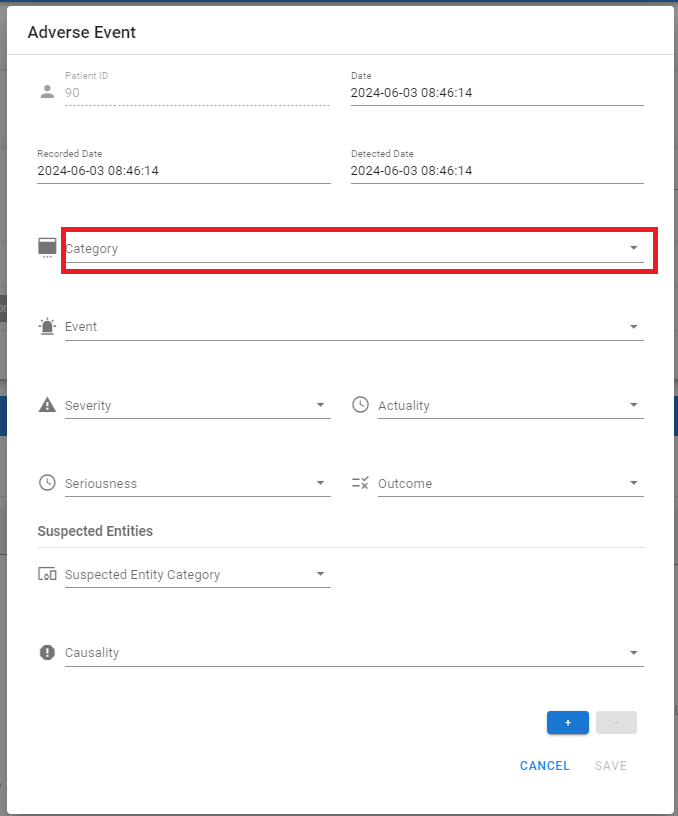 Adverse Event
Patient ID
90
Date
2024-06-03 08:46:14
Recorded Date
2024-06-03 08:46:14
Detected Date
2024-06-03 08:46:14
Category
Event
Severity
Actuality
Seriousness
Outcome
Suspected Entities
Suspected Entity Category
Causality
+ -
CANCEL SAVE